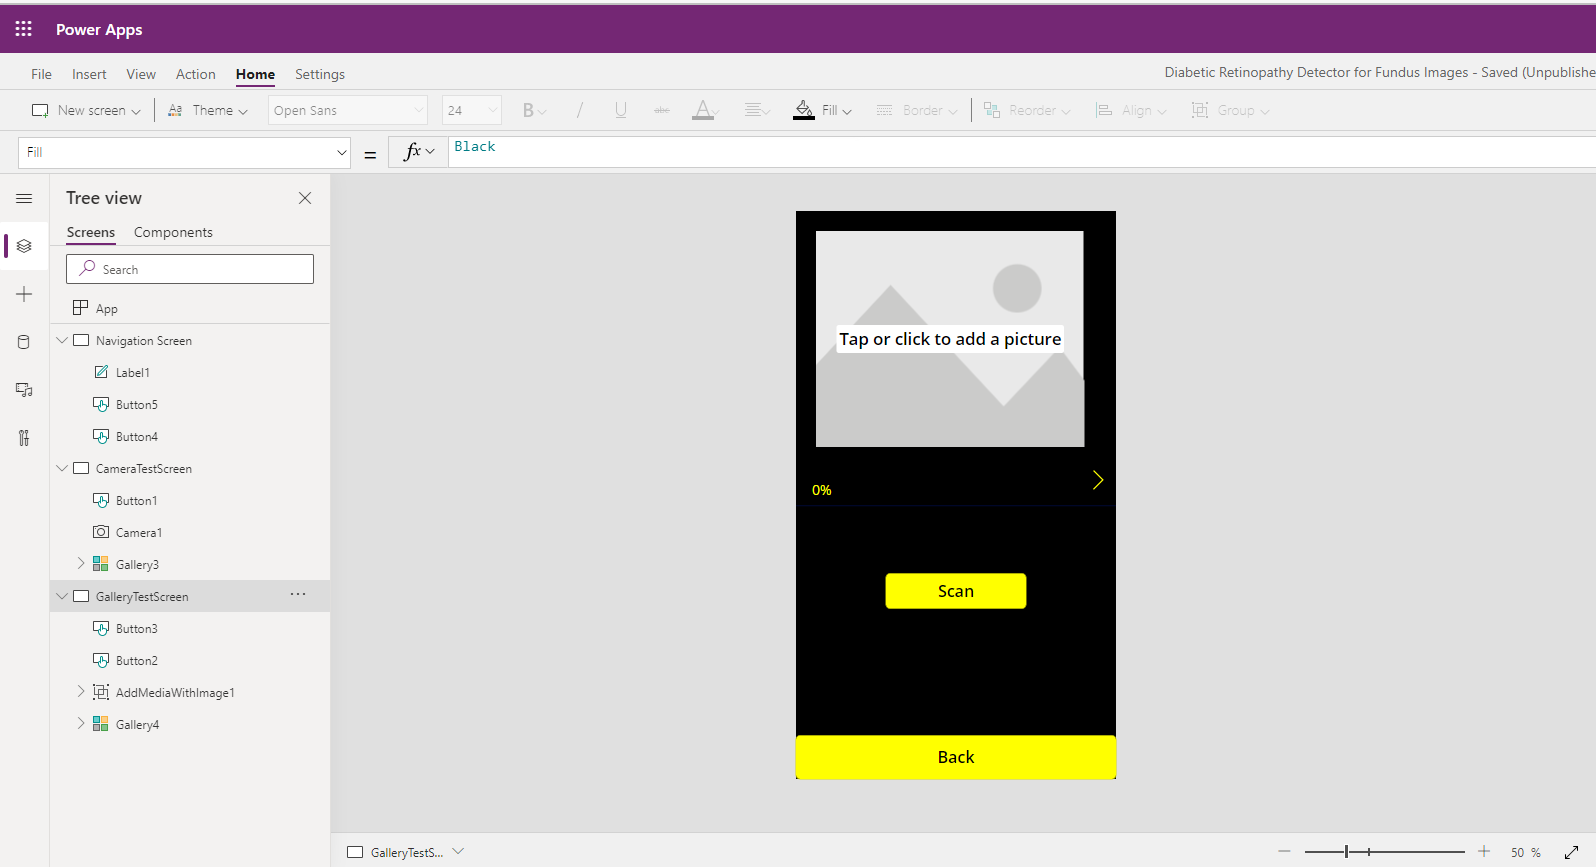 Power Apps
File Insert View Action Home Settings
Diabetic Retinopathy Detector for Fundus Images - Saved (Unpublishe
New screen Aa Theme Open Sans 24 B / U abc A Fill Border Reorder Align Group
Fill = fx Black
Tree view
Screens Components
Search
App
Navigation Screen
Label1
Button5
Button4
CameraTestScreen
Button1
Camera1
Gallery3
GalleryTestScreen ...
Button3
Button2
AddMediaWithImage1
Gallery4
Tap or click to add a picture
0%
Scan
Back
GalleryTestS...
50 %